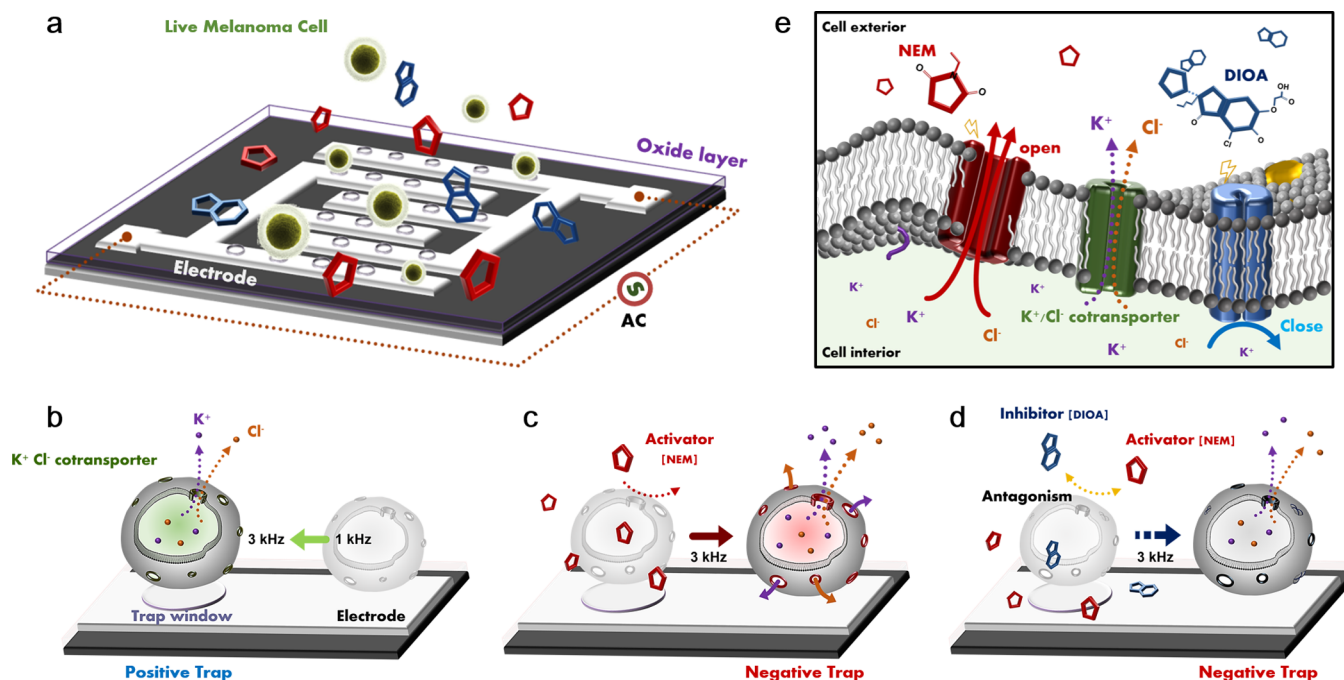 a
Live Melanoma Cell
Oxide layer
Electrode
AC
e
Cell exterior
NEM
O
O
DIOA
OH
O
O
O
O
Cl
K⁺
Cl⁻
open
K⁺
Cl⁻
K⁺
Cl⁻
K⁺
K⁺/Cl⁻ cotransporter
K⁺
Cl⁻
K⁺
Close
Cell interior
b
K⁺
Cl⁻
K⁺ Cl⁻ cotransporter
3 kHz
1 kHz
Trap window
Electrode
Positive Trap
c
Activator
[NEM]
3 kHz
Negative Trap
d
Inhibitor [DIOA]
Activator [NEM]
Antagonism
3 kHz
Negative Trap